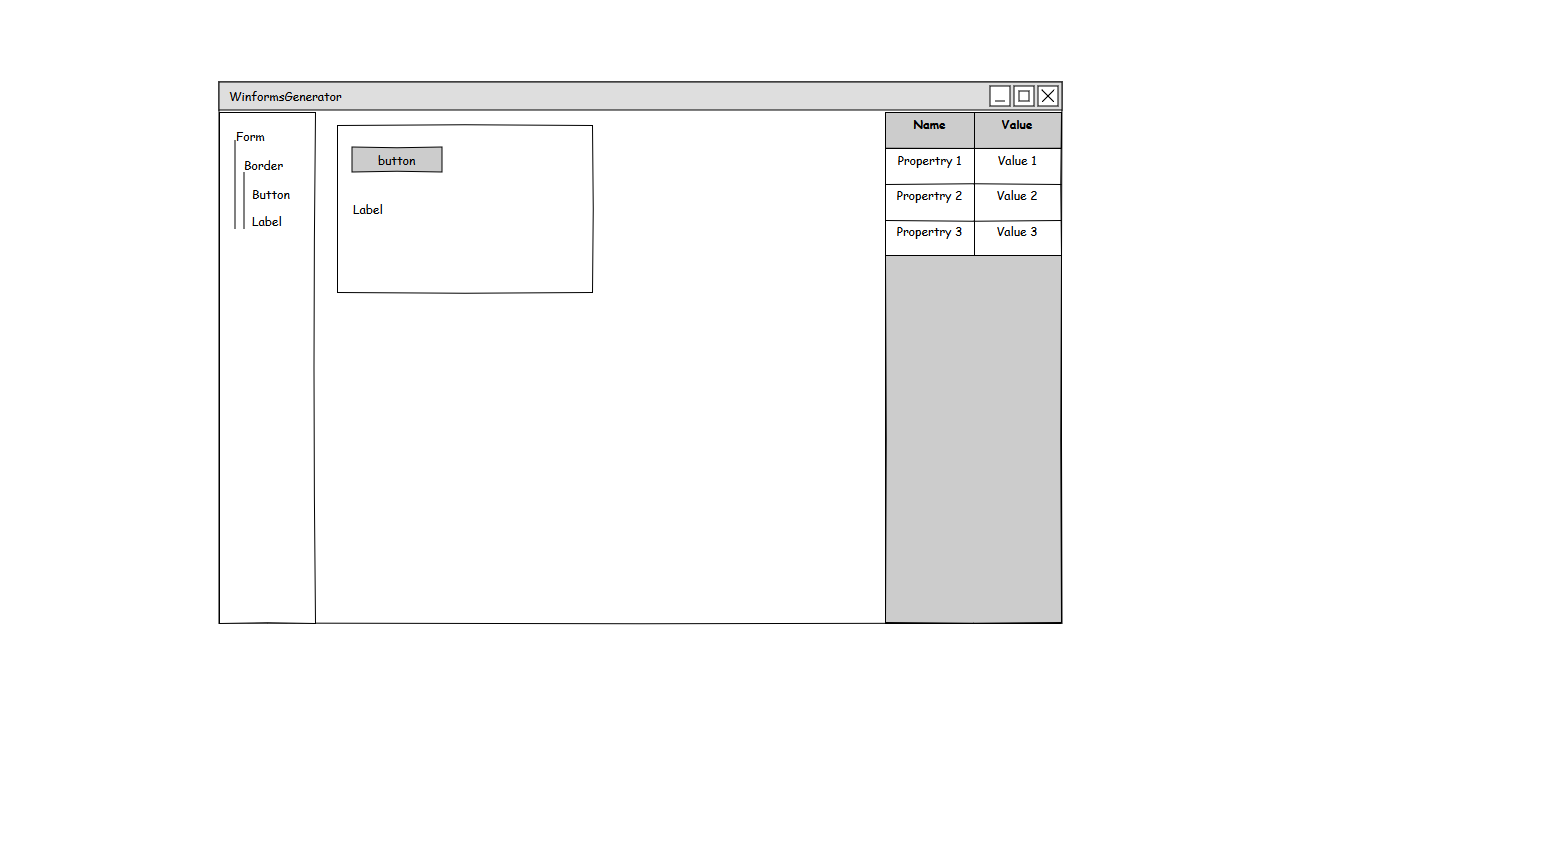 WinformsGenerator
Form
Border
Button
Label
button
Label
Name Value
Propertry 1 Value 1
Propertry 2 Value 2
Propertry 3 Value 3